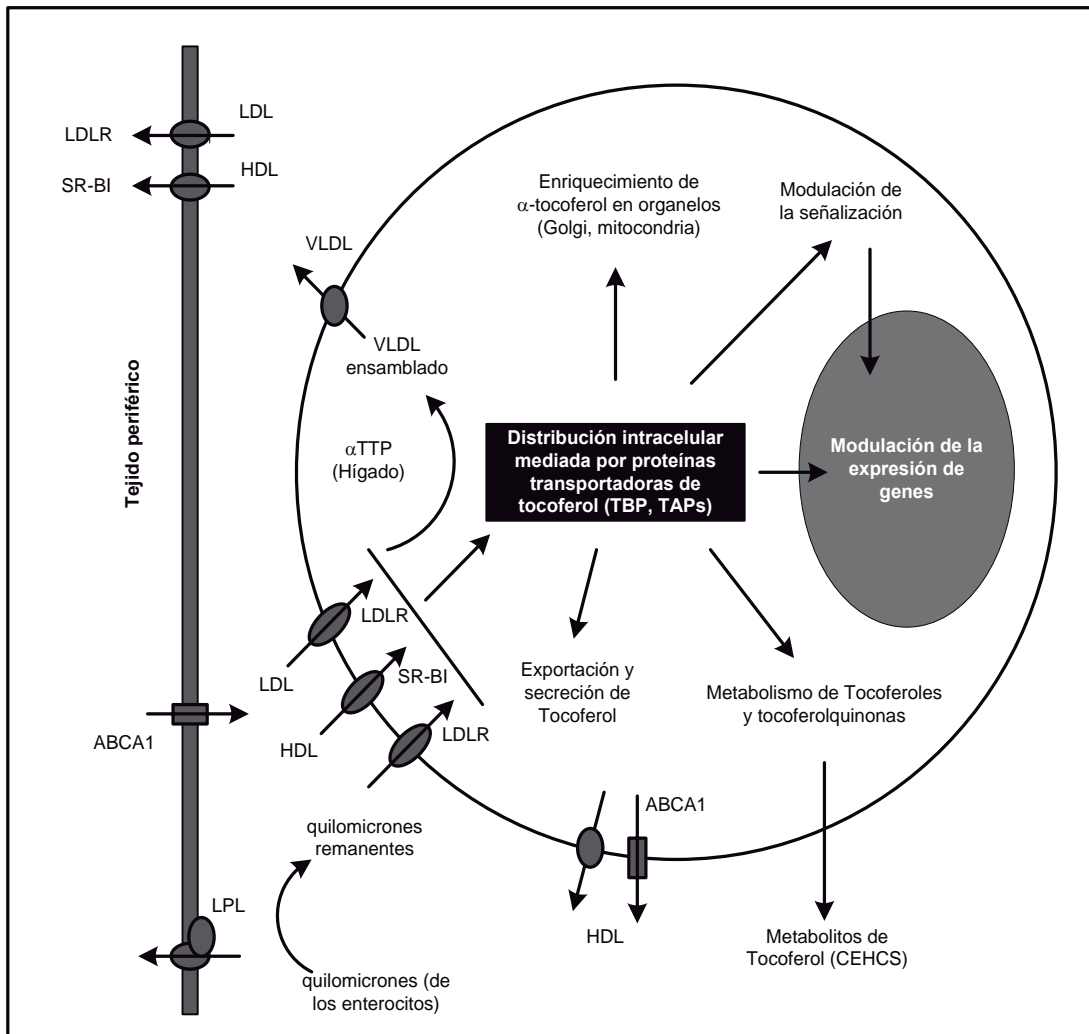 LDL
LDLR
HDL
SR-BI
Tejido periférico
ABCA1
LPL
Enriquecimiento de
α-tocoferol en organelos
(Golgi, mitocondria)
Modulación de
la señalización
VLDL
VLDL
ensamblado
αTTP
(Hígado)
Distribución intracelular
mediada por proteínas
transportadoras de
tocoferol (TBP, TAPs)
Modulación de la
expresión de
genes
LDLR
LDL
SR-BI
HDL
LDLR
Exportación y
secreción de
Tocoferol
Metabolismo de Tocoferoles
y tocoferolquinonas
ABCA1
HDL
quilomicrones
remanentes
quilomicrones (de
los enterocitos)
Metabolitos de
Tocoferol (CEHCS)